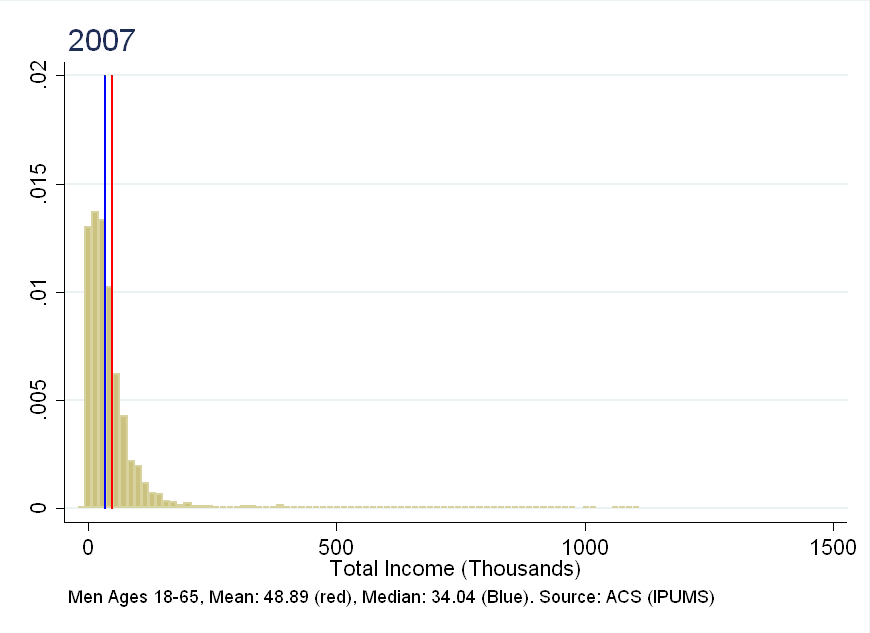 2007
.02
.015
.01
.005
0
0 500 1000 1500
Total Income (Thousands)
Men Ages 18-65, Mean: 48.89 (red), Median: 34.04 (Blue). Source: ACS (IPUMS)